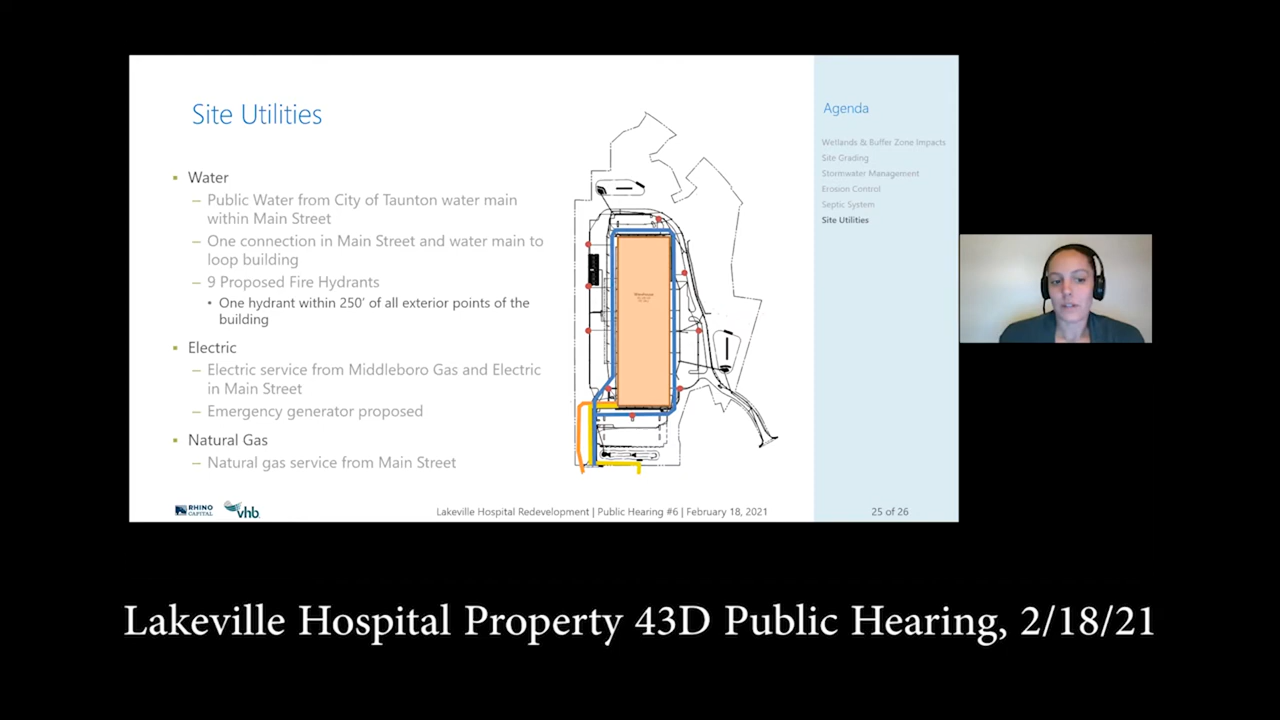 Site Utilities
Agenda
Wetlands & Buffer Zone Impacts
Site Grading
Stormwater Management
Erosion Control
Septic System
Site Utilities
Water
Public Water from City of Taunton water main
within Main Street
One connection in Main Street and water main to
loop building
9 Proposed Fire Hydrants
One hydrant within 250' of all exterior points of the
building
Electric
Electric service from Middleboro Gas and Electric
in Main Street
Emergency generator proposed
Natural Gas
Natural gas service from Main Street
RHINO
CAPITAL
vhb
Lakeville Hospital Redevelopment | Public Hearing #6 | February 18, 2021
25 of 26
Lakeville Hospital Property 43D Public Hearing, 2/18/21